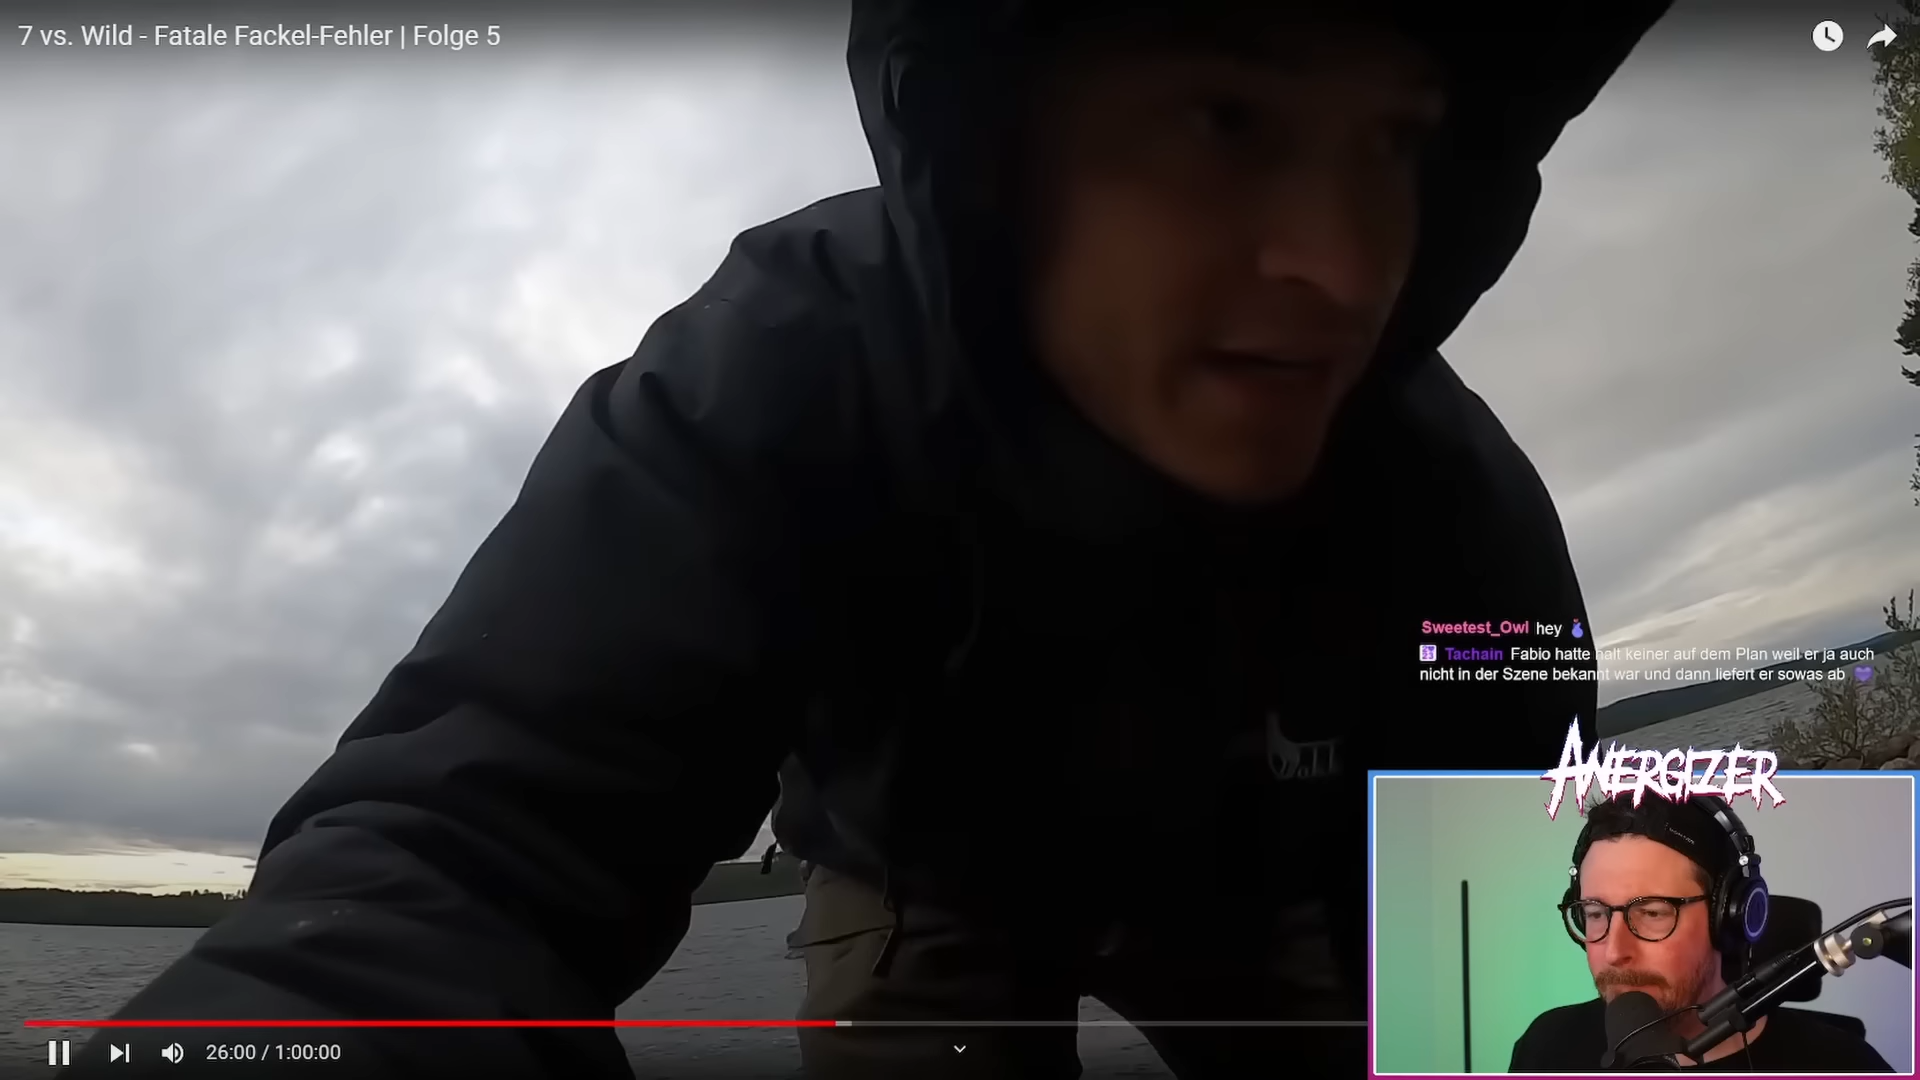 7 vs. Wild - Fatale Fackel-Fehler | Folge 5
Sweetest_Owl hey
Tachain Fabio hatte halt keiner auf dem Plan weil er ja auch
nicht in der Szene bekannt war und dann liefert er sowas ab
ANERGIZER
26:00 / 1:00:00